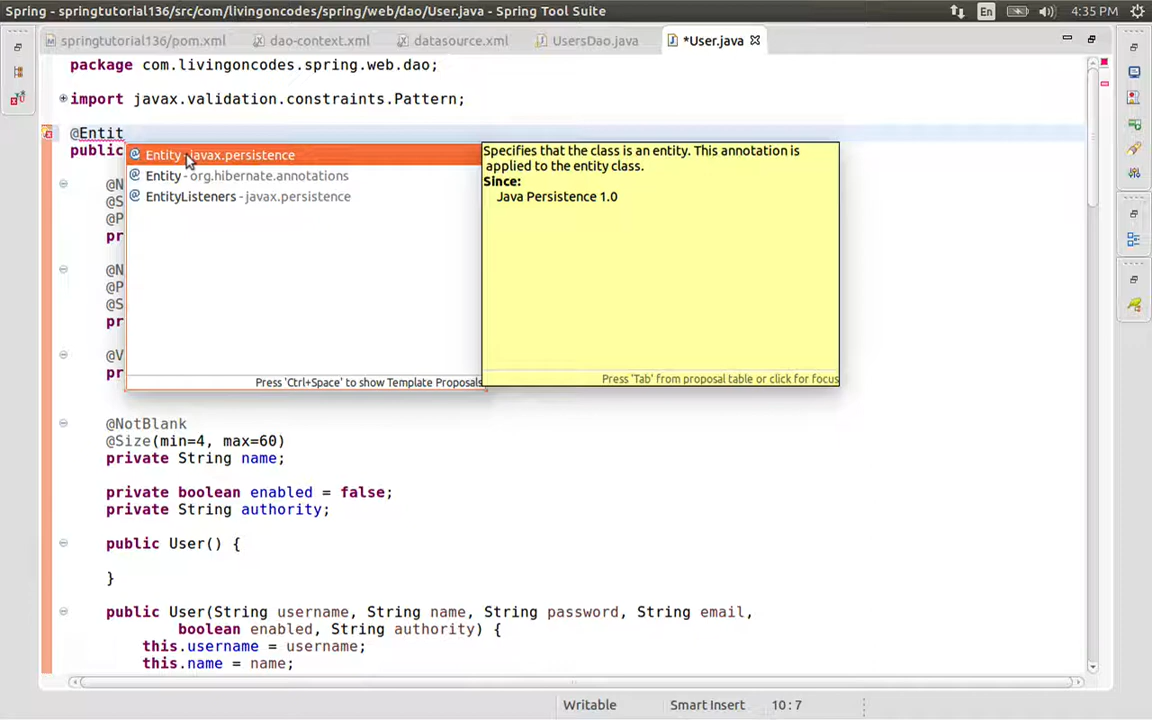 Spring - springtutorial136/src/com/livingoncodes/spring/web/dao/User.java - Spring Tool Suite
En
4:35 PM
springtutorial136/pom.xml
dao-context.xml
datasource.xml
UsersDao.java
*User.java
package com.livingoncodes.spring.web.dao;
import javax.validation.constraints.Pattern;
@Entit
public
Entity - javax.persistence
Entity - org.hibernate.annotations
EntityListeners - javax.persistence
Press 'Ctrl+Space' to show Template Proposals
Specifies that the class is an entity. This annotation is
applied to the entity class.
Since:
Java Persistence 1.0
Press 'Tab' from proposal table or click for focus
@N
@S
@P
pr
@N
@P
@S
pr
@V
pr
@NotBlank
@Size(min=4, max=60)
private String name;
private boolean enabled = false;
private String authority;
public User() {
}
public User(String username, String name, String password, String email,
boolean enabled, String authority) {
this.username = username;
this.name = name;
Writable
Smart Insert
10 : 7